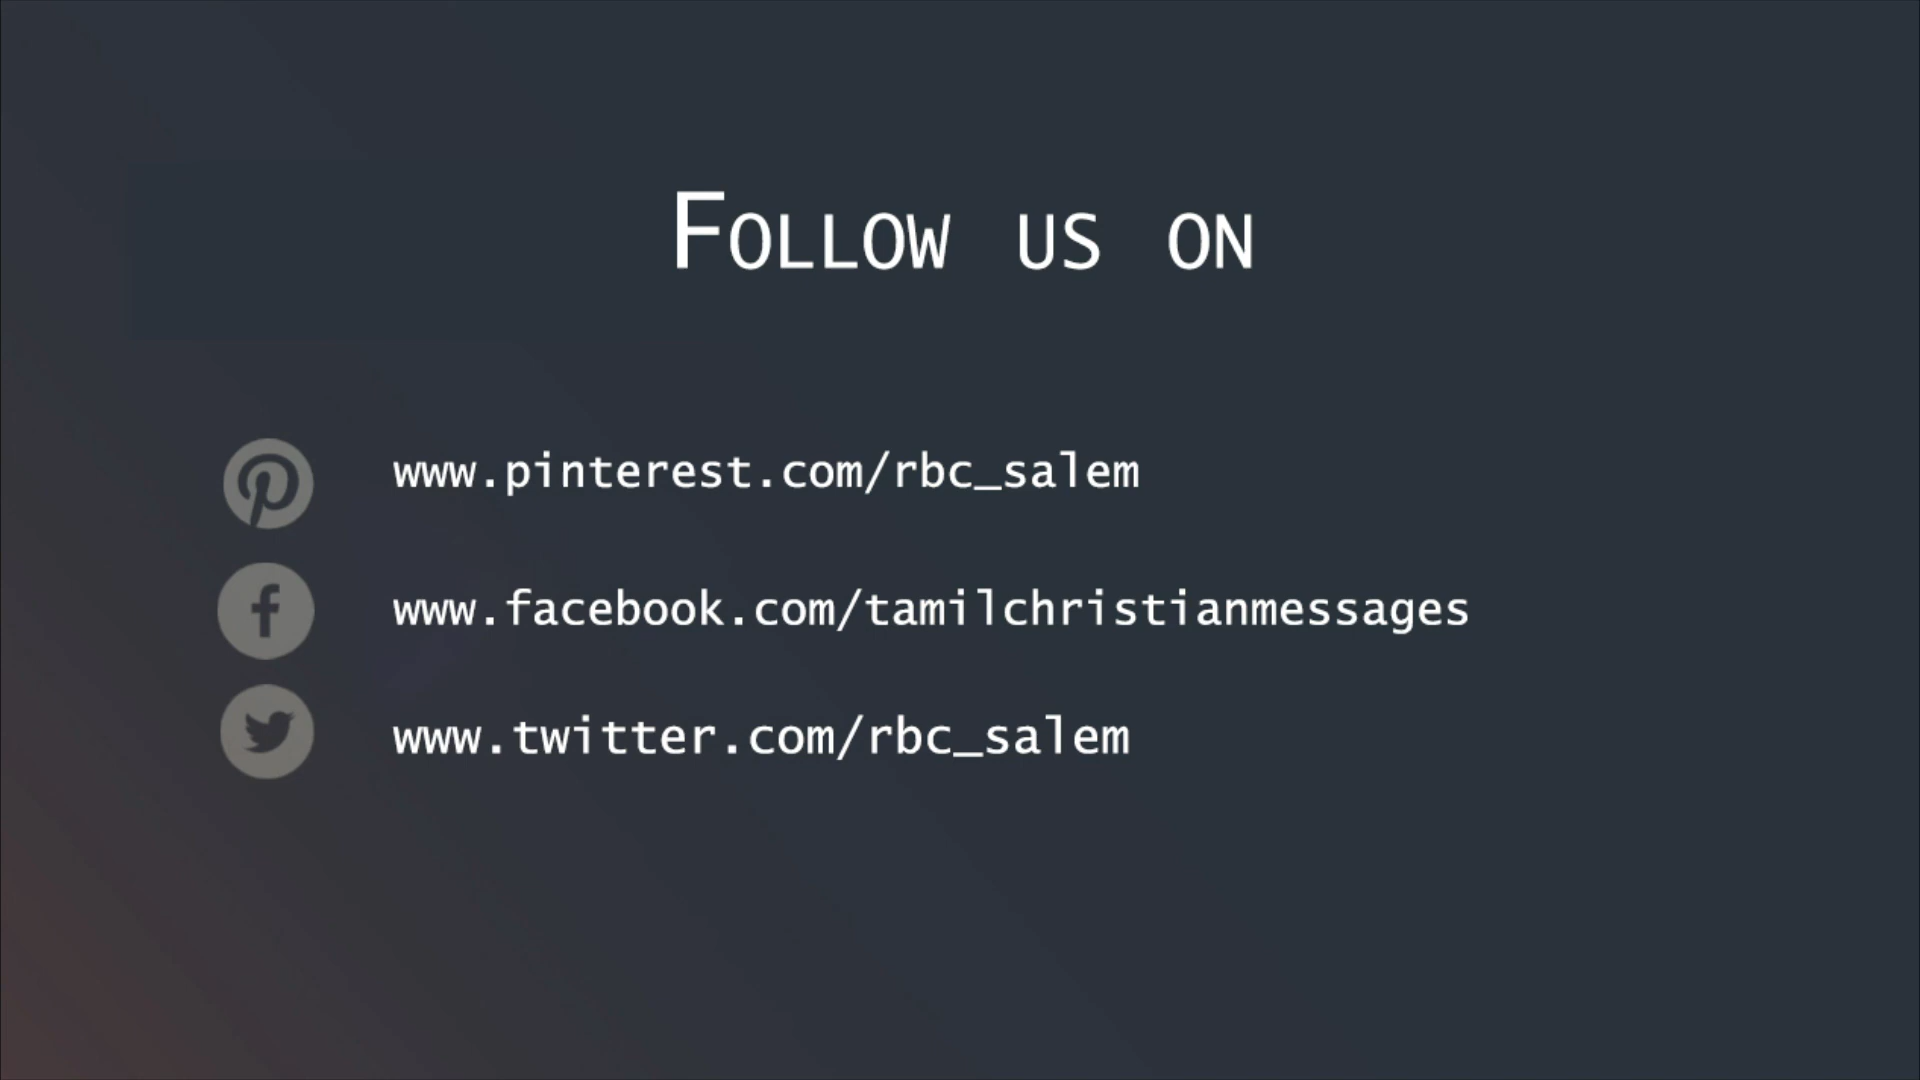 Follow us on
www.pinterest.com/rbc_salem
www.facebook.com/tamilchristianmessages
www.twitter.com/rbc_salem